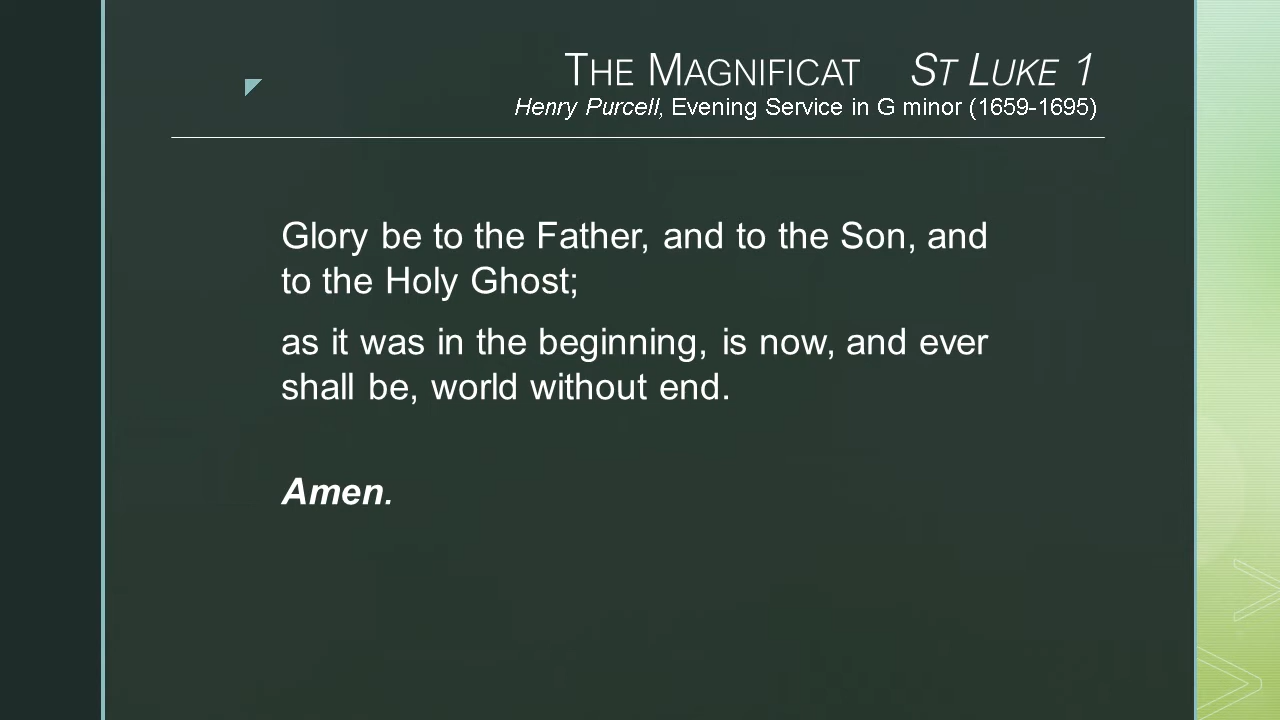 THE MAGNIFICAT ST LUKE 1
Henry Purcell, Evening Service in G minor (1659-1695)
Glory be to the Father, and to the Son, and
to the Holy Ghost;
as it was in the beginning, is now, and ever
shall be, world without end.
Amen.